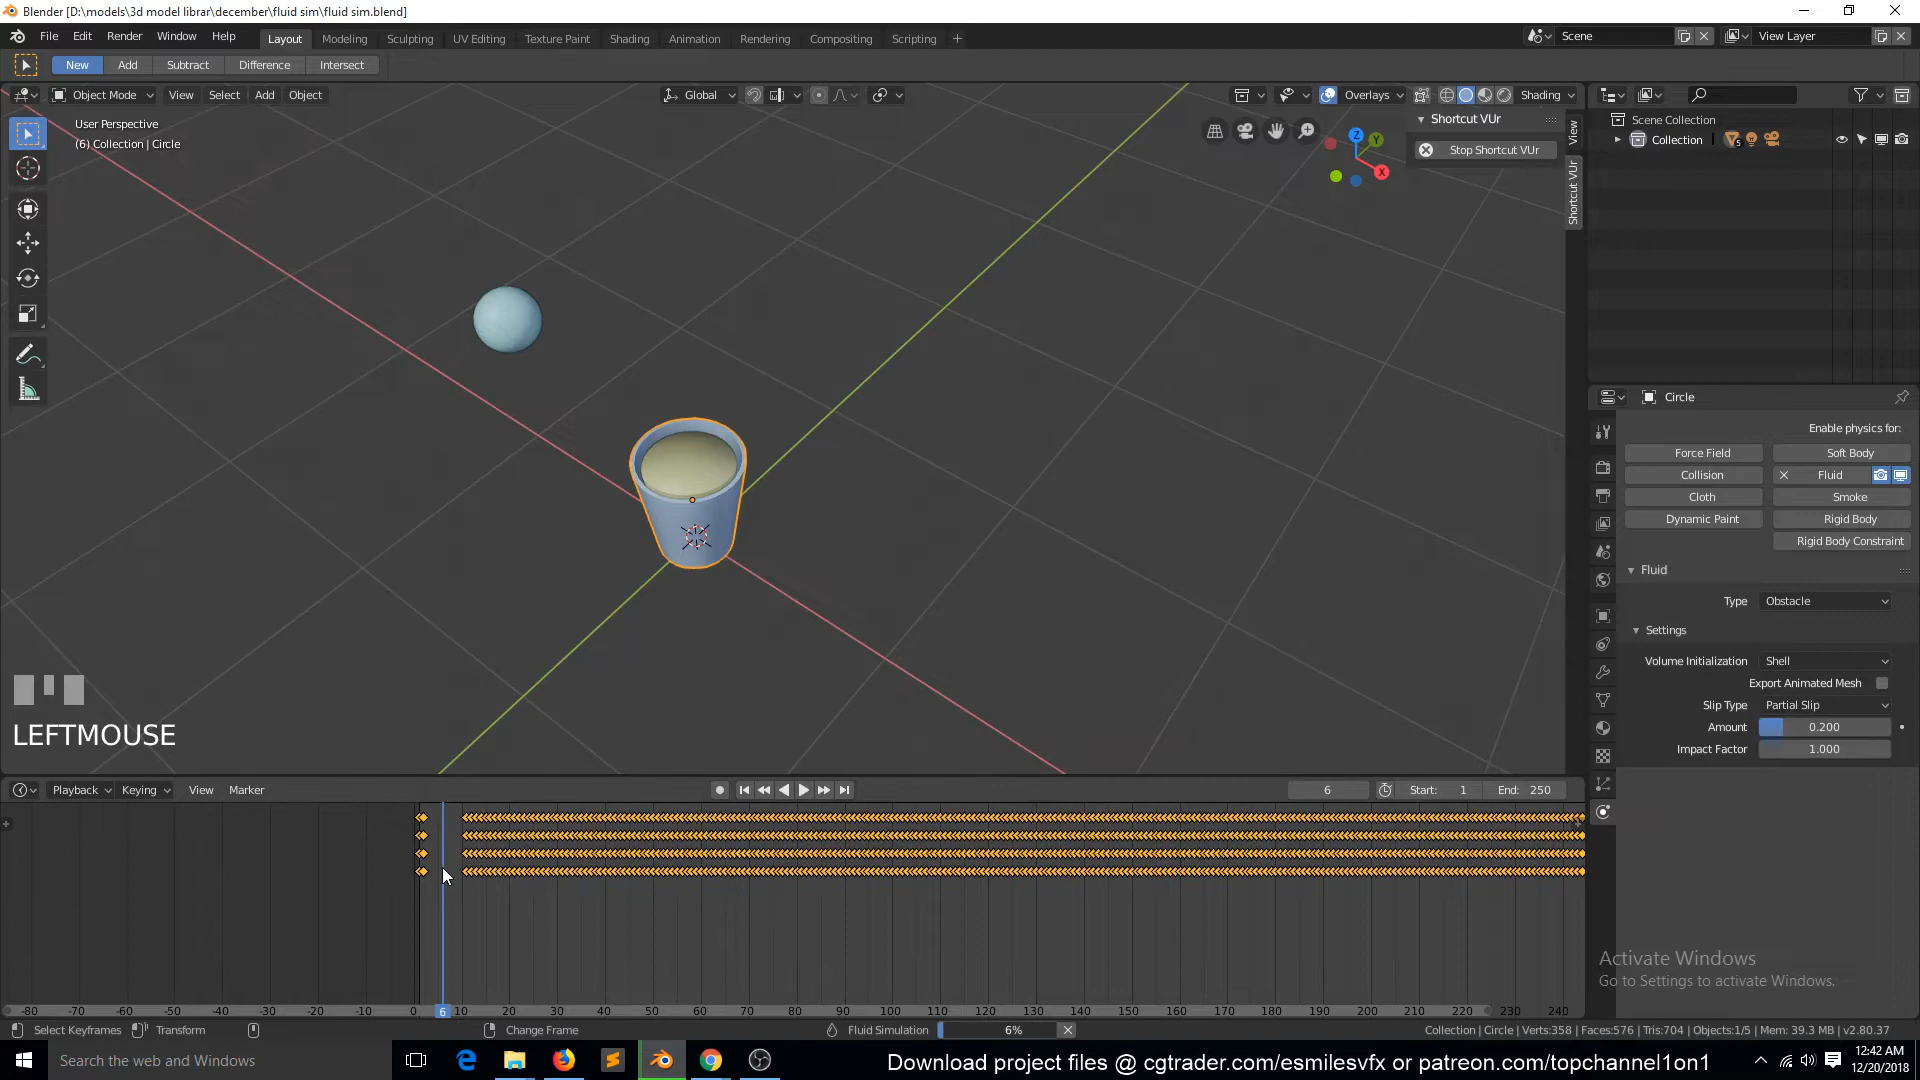 Blender [D:\models\3d model librar\december\fluid sim\fluid sim.blend]
File Edit Render Window Help Layout Modeling Sculpting UV Editing Texture Paint Shading Animation Rendering Compositing Scripting + Scene View Layer
New Add Subtract Difference Intersect
Object Mode View Select Add Object Global Overlays Shading
User Perspective
(6) Collection | Circle
Z
Y
X
Shortcut VUr
Stop Shortcut VUr
View
Shortcut VUr
Scene Collection
Collection 5
Circle
Enable physics for:
Force Field Soft Body
Collision Fluid
Cloth Smoke
Dynamic Paint Rigid Body
Rigid Body Constraint
Fluid
Type Obstacle
Settings
Volume Initialization Shell
Export Animated Mesh
Slip Type Partial Slip
Amount 0.200
Impact Factor 1.000
LEFTMOUSE
Playback Keying View Marker 6 Start: 1 End: 250
-80 -70 -60 -50 -40 -30 -20 -10 0 6 10 20 30 40 50 60 70 80 90 100 110 120 130 140 150 160 170 180 190 200 210 220 230 240
Activate Windows
Go to Settings to activate Windows.
Select Keyframes Transform Change Frame Fluid Simulation 6% Collection | Circle | Verts:358 | Faces:576 | Tris:704 | Objects:1/5 | Mem: 39.3 MB | v2.80.37
Search the web and Windows
Download project files @ cgtrader.com/esmilesvfx or patreon.com/topchannel1on1
12:42 AM
12/20/2018